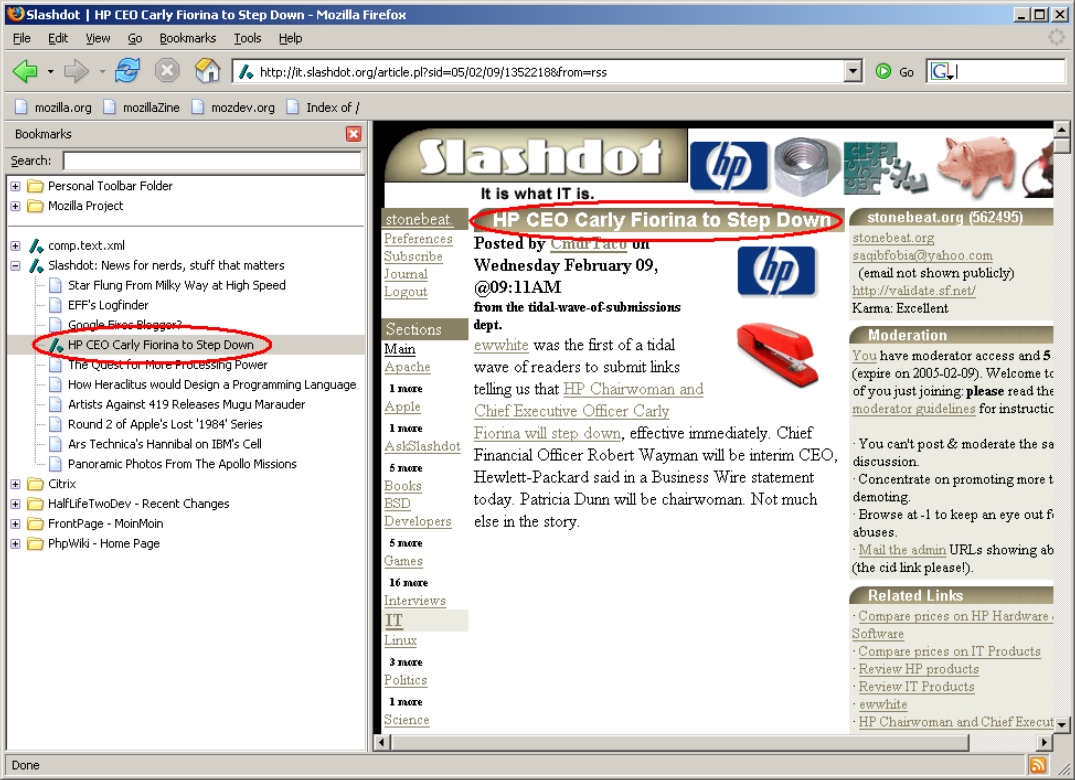 Slashdot | HP CEO Carly Fiorina to Step Down - Mozilla Firefox
File Edit View Go Bookmarks Tools Help
http://it.slashdot.org/article.pl?sid=05/02/09/1352218&from=rss
Go
G
mozilla.org mozillaZine mozdev.org Index of /
Bookmarks
Search:
Personal Toolbar Folder
Mozilla Project
comp.text.xml
Slashdot: News for nerds, stuff that matters
Star Flung From Milky Way at High Speed
EFF's Logfinder
Google Fires Blogger?
HP CEO Carly Fiorina to Step Down
The Quest for More Processing Power
How Heraclitus would Design a Programming Language
Artists Against 419 Releases Mugu Marauder
Round 2 of Apple's Lost '1984' Series
Ars Technica's Hannibal on IBM's Cell
Panoramic Photos From The Apollo Missions
Citrix
HalfLifeTwoDev - Recent Changes
FrontPage - MoinMoin
PhpWiki - Home Page
Slashdot
It is what IT is.
hp
stonebeat.
Preferences
Subscribe
Journal
Logout
Sections
Main
Apache
1 more
Apple
1 more
AskSlashdot
5 more
Books
BSD
Developers
5 more
Games
16 more
Interviews
IT
Linux
3 more
Politics
1 more
Science
HP CEO Carly Fiorina to Step Down
Posted by CmdrTaco on
Wednesday February 09,
@09:11AM
from the tidal-wave-of-submissions
dept.
hp
ewwhite was the first of a tidal
wave of readers to submit links
telling us that HP Chairwoman and
Chief Executive Officer Carly
Fiorina will step down, effective immediately. Chief
Financial Officer Robert Wayman will be interim CEO,
Hewlett-Packard said in a Business Wire statement
today. Patricia Dunn will be chairwoman. Not much
else in the story.
stonebeat.org (562495)
stonebeat.org
saqibfobia@yahoo.com
(email not shown publicly)
http://validate.sf.net/
Karma: Excellent
Moderation
You have moderator access and 5
(expire on 2005-02-09). Welcome to
of you just joining: please read the
moderator guidelines for instructic
· You can't post & moderate the sa
discussion.
· Concentrate on promoting more t
demoting.
· Browse at -1 to keep an eye out fo
abuses.
· Mail the admin URLs showing ab
(the cid link please!).
Related Links
· Compare prices on HP Hardware
Software
· Compare prices on IT Products
· Review HP products
· Review IT Products
· ewwhite
· HP Chairwoman and Chief Execut
Done